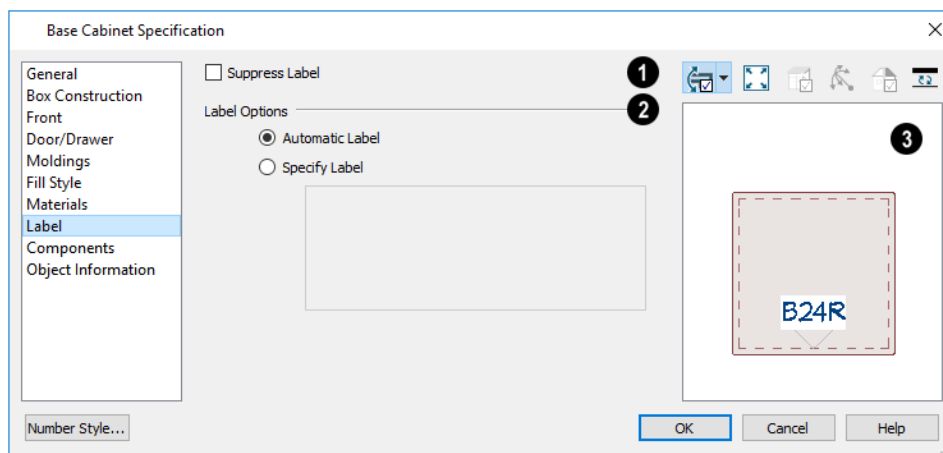 Base Cabinet Specification
General
Box Construction
Front
Door/Drawer
Moldings
Fill Style
Materials
Label
Components
Object Information
Suppress Label
1
Label Options
2
Automatic Label
Specify Label
3
B24R
Number Style...
OK
Cancel
Help